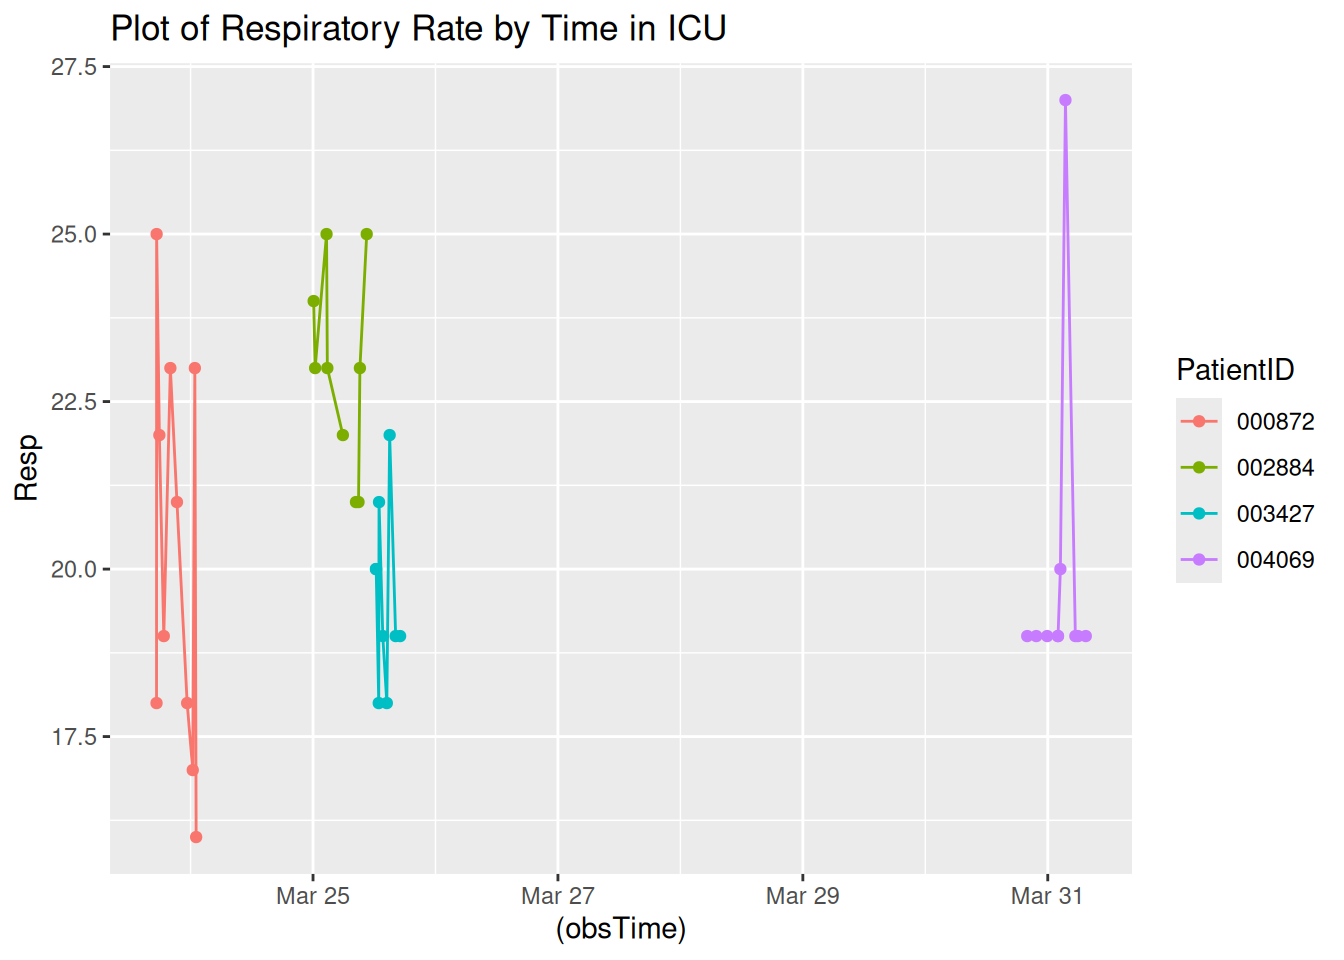 Plot of Respiratory Rate by Time in ICU
27.5
25.0
22.5
20.0
17.5
Resp
Mar 25
Mar 27
Mar 29
Mar 31
(obsTime)
PatientID
000872
002884
003427
004069